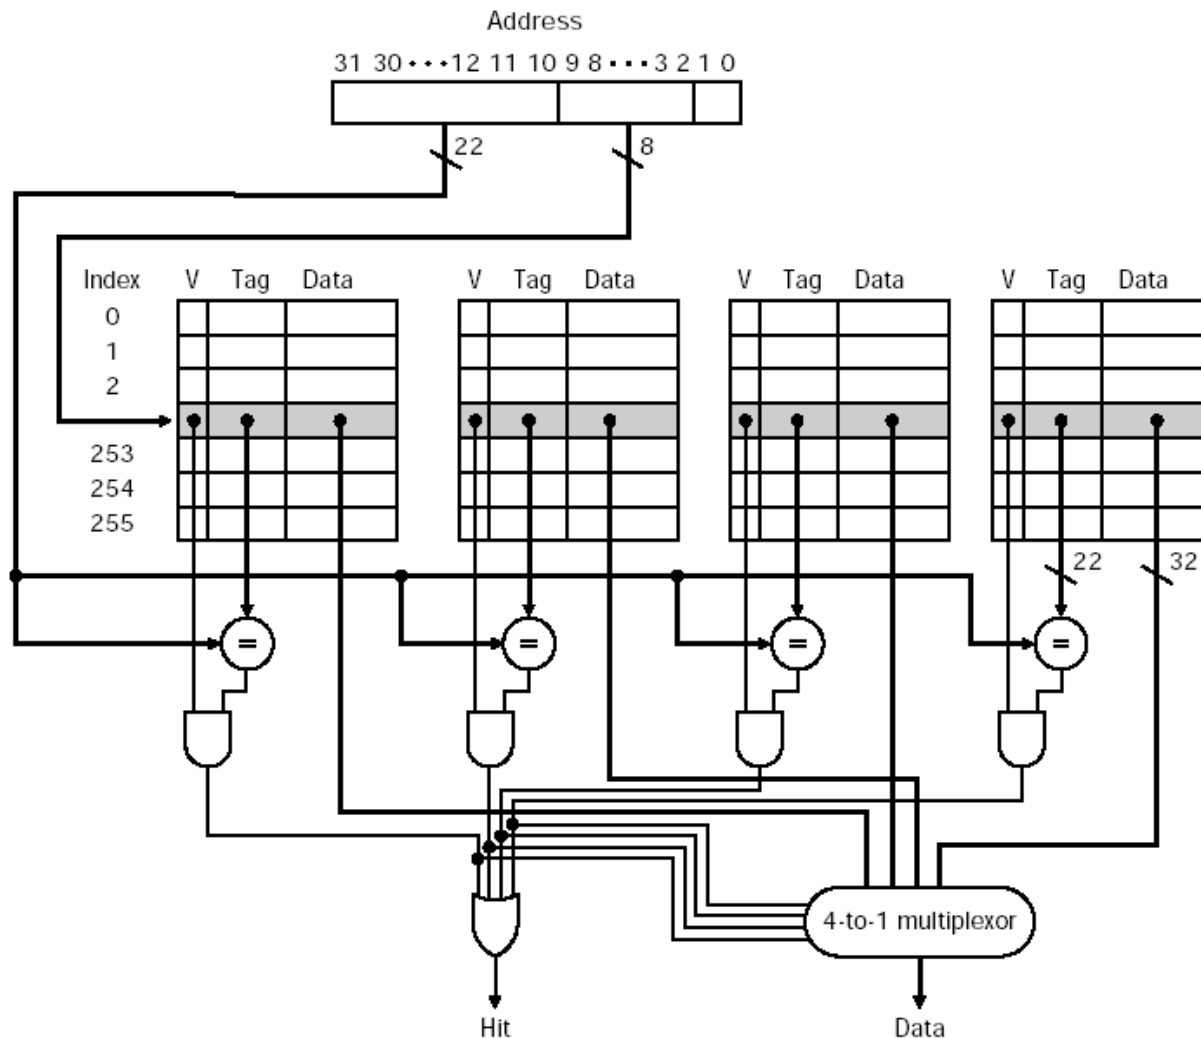 Address
31 30 ··· 12 11 10 9 8 ··· 3 2 1 0
22 8
Index V Tag Data V Tag Data V Tag Data V Tag Data
0
1
2
253
254
255
22 32
= = = =
4-to-1 multiplexor
Hit Data